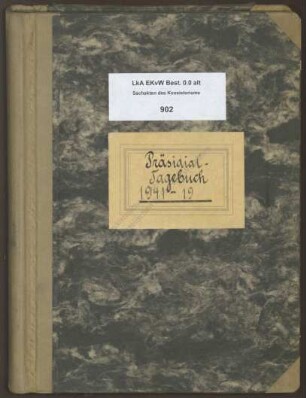 LkA EKvW Best. 0.0 alt
Sachakten des Konsistoriums
902
Präsidial-
Tagebuch
1941 - 19